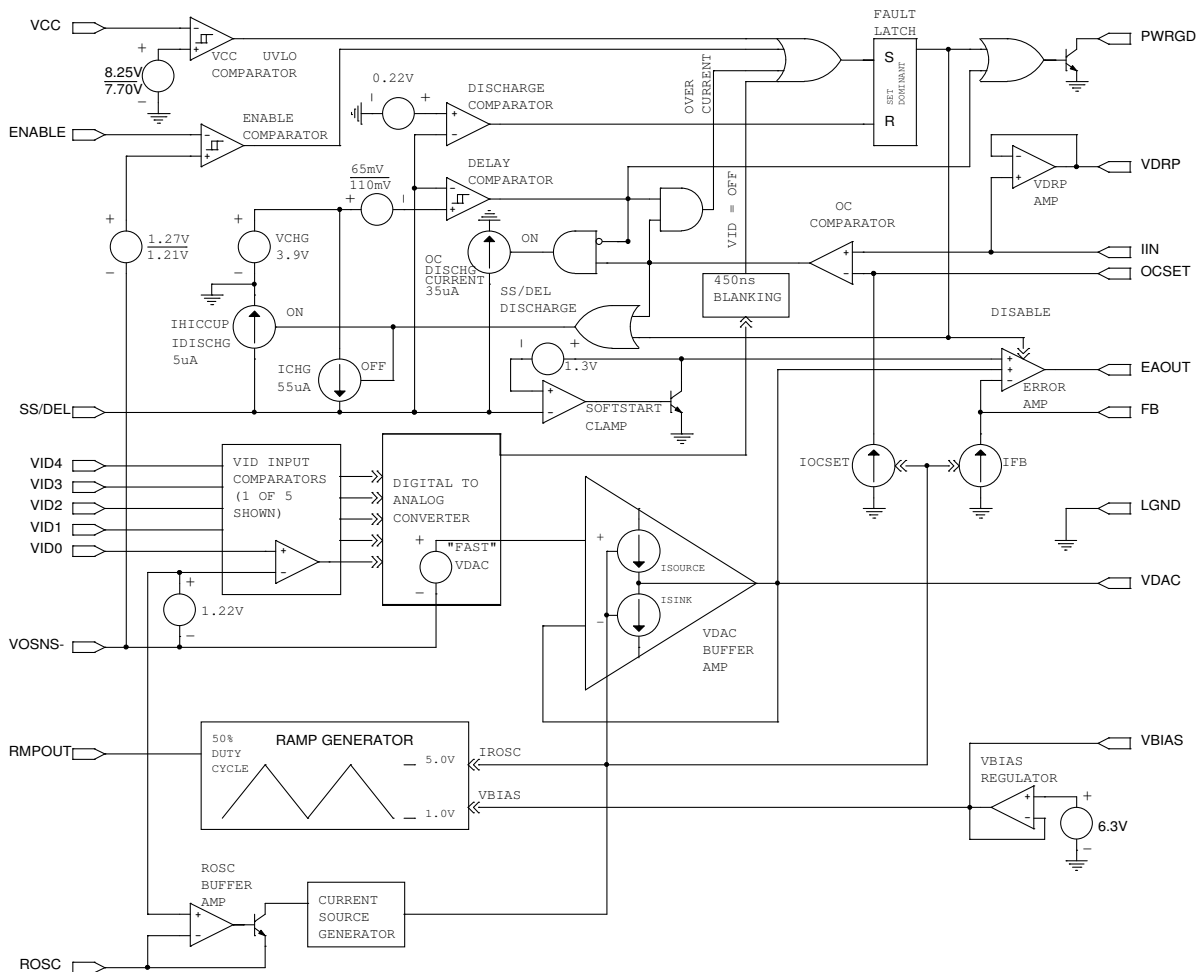 VCC
VCC UVLO
COMPARATOR
8.25V
7.70V
FAULT
LATCH
S
SET
DOMINANT
R
PWRGD
0.22V
DISCHARGE
COMPARATOR
OVER
CURRENT
ENABLE
ENABLE
COMPARATOR
DELAY
COMPARATOR
65mV
110mV
VID = OFF
OC
COMPARATOR
VDRP
VDRP
AMP
1.27V
1.21V
VCHG
3.9V
OC
DISCHG
CURRENT
35uA
ON
SS/DEL
DISCHARGE
450ns
BLANKING
IIN
OCSET
IHICCUP
IDISCHG
5uA
ON
ICHG
55uA
OFF
1.3V
DISABLE
SOFTSTART
CLAMP
ERROR
AMP
EAOUT
FB
SS/DEL
VID4
VID3
VID2
VID1
VID0
VID INPUT
COMPARATORS
(1 OF 5
SHOWN)
DIGITAL TO
ANALOG
CONVERTER
"FAST"
VDAC
1.22V
IOCSET
IFB
LGND
ISOURCE
ISINK
VDAC
BUFFER
AMP
VDAC
VOSNS-
RMPOUT
50%
DUTY
CYCLE
RAMP GENERATOR
5.0V
1.0V
IROSC
VBIAS
VBIAS
REGULATOR
VBIAS
6.3V
ROSC
BUFFER
AMP
CURRENT
SOURCE
GENERATOR
ROSC